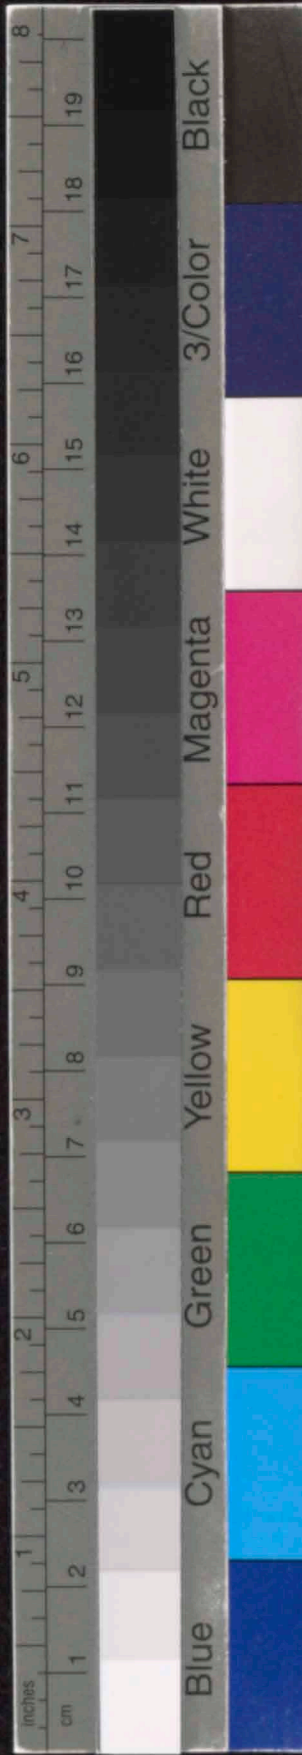 inches 1 2 3 4 5 6 7 8
cm 1 2 3 4 5 6 7 8 9 10 11 12 13 14 15 16 17 18 19
Blue Cyan Green Yellow Red Magenta White 3/Color Black